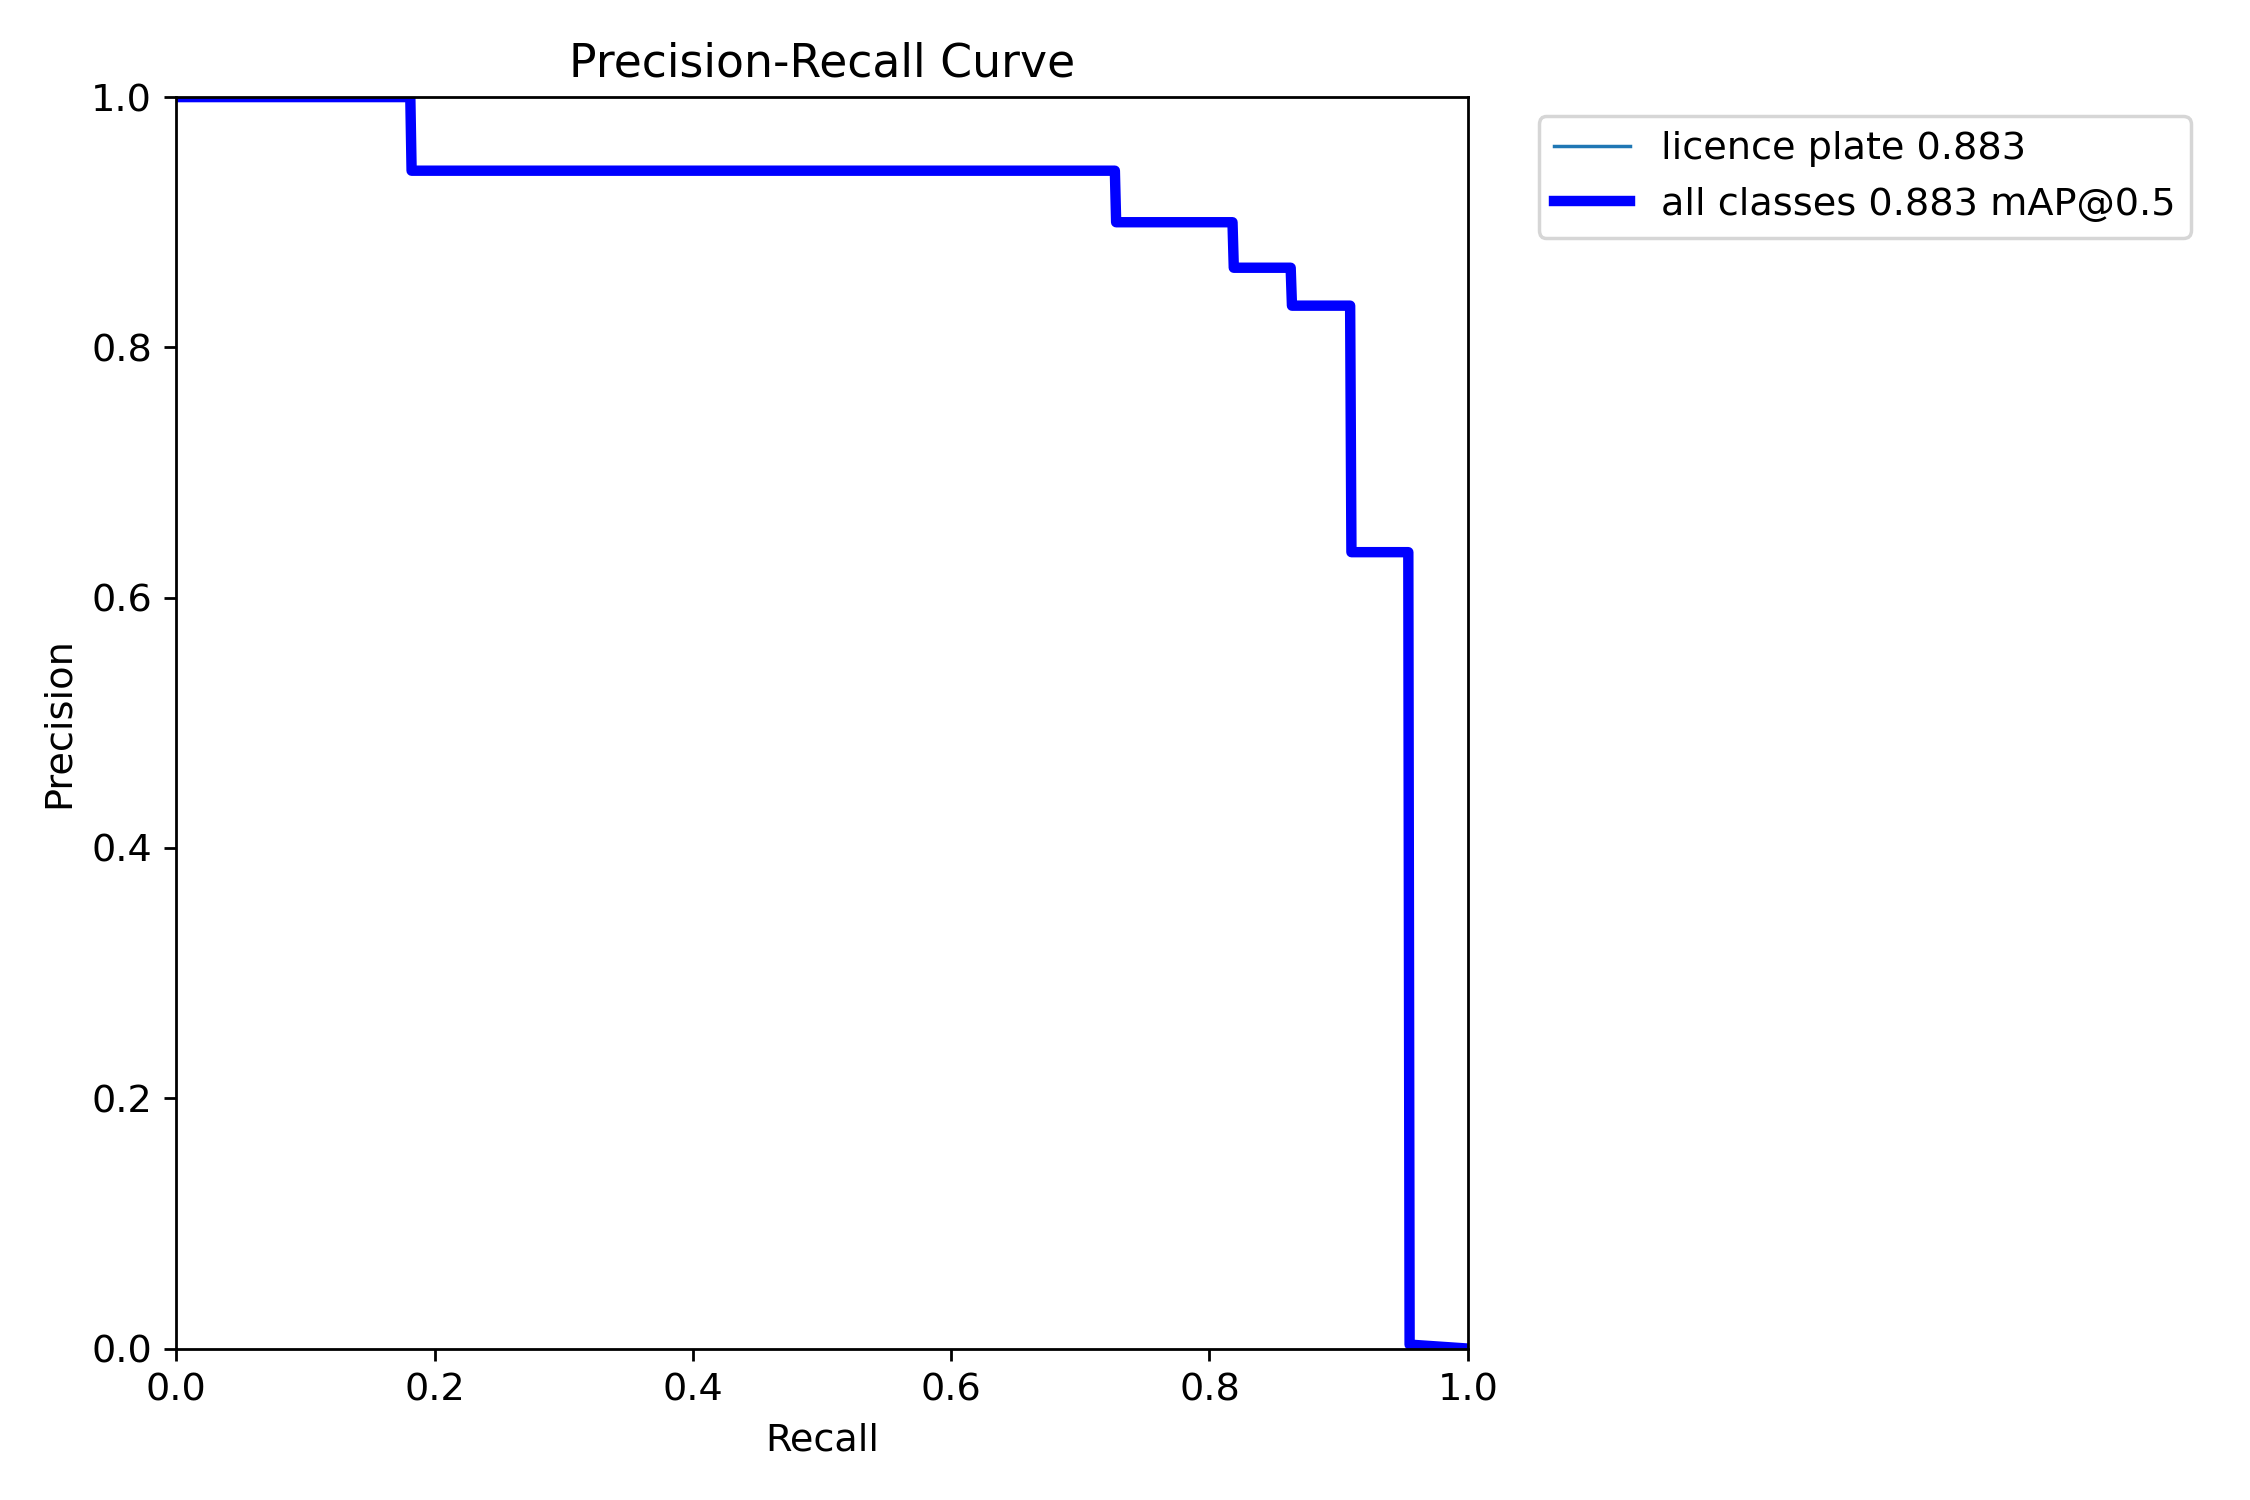 Precision-Recall Curve
licence plate 0.883
all classes 0.883 mAP@0.5
Precision
1.0
0.8
0.6
0.4
0.2
0.0
0.0 0.2 0.4 0.6 0.8 1.0
Recall